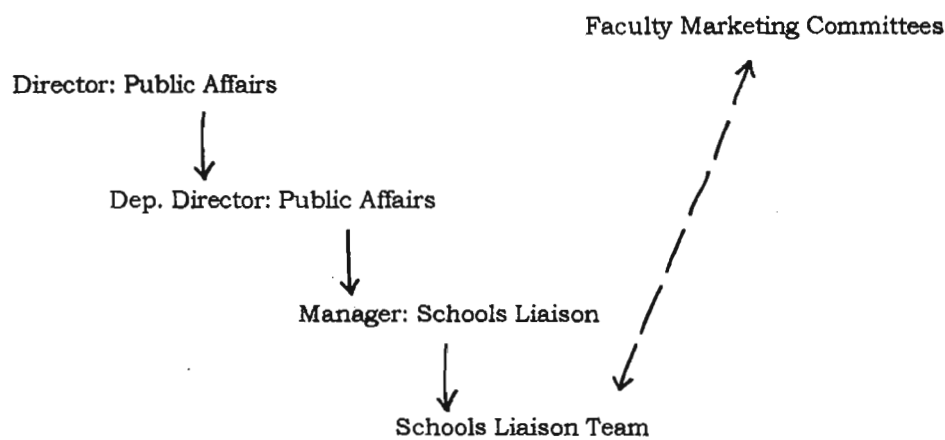 Faculty Marketing Committees
Director: Public Affairs
Dep. Director: Public Affairs
Manager: Schools Liaison
Schools Liaison Team